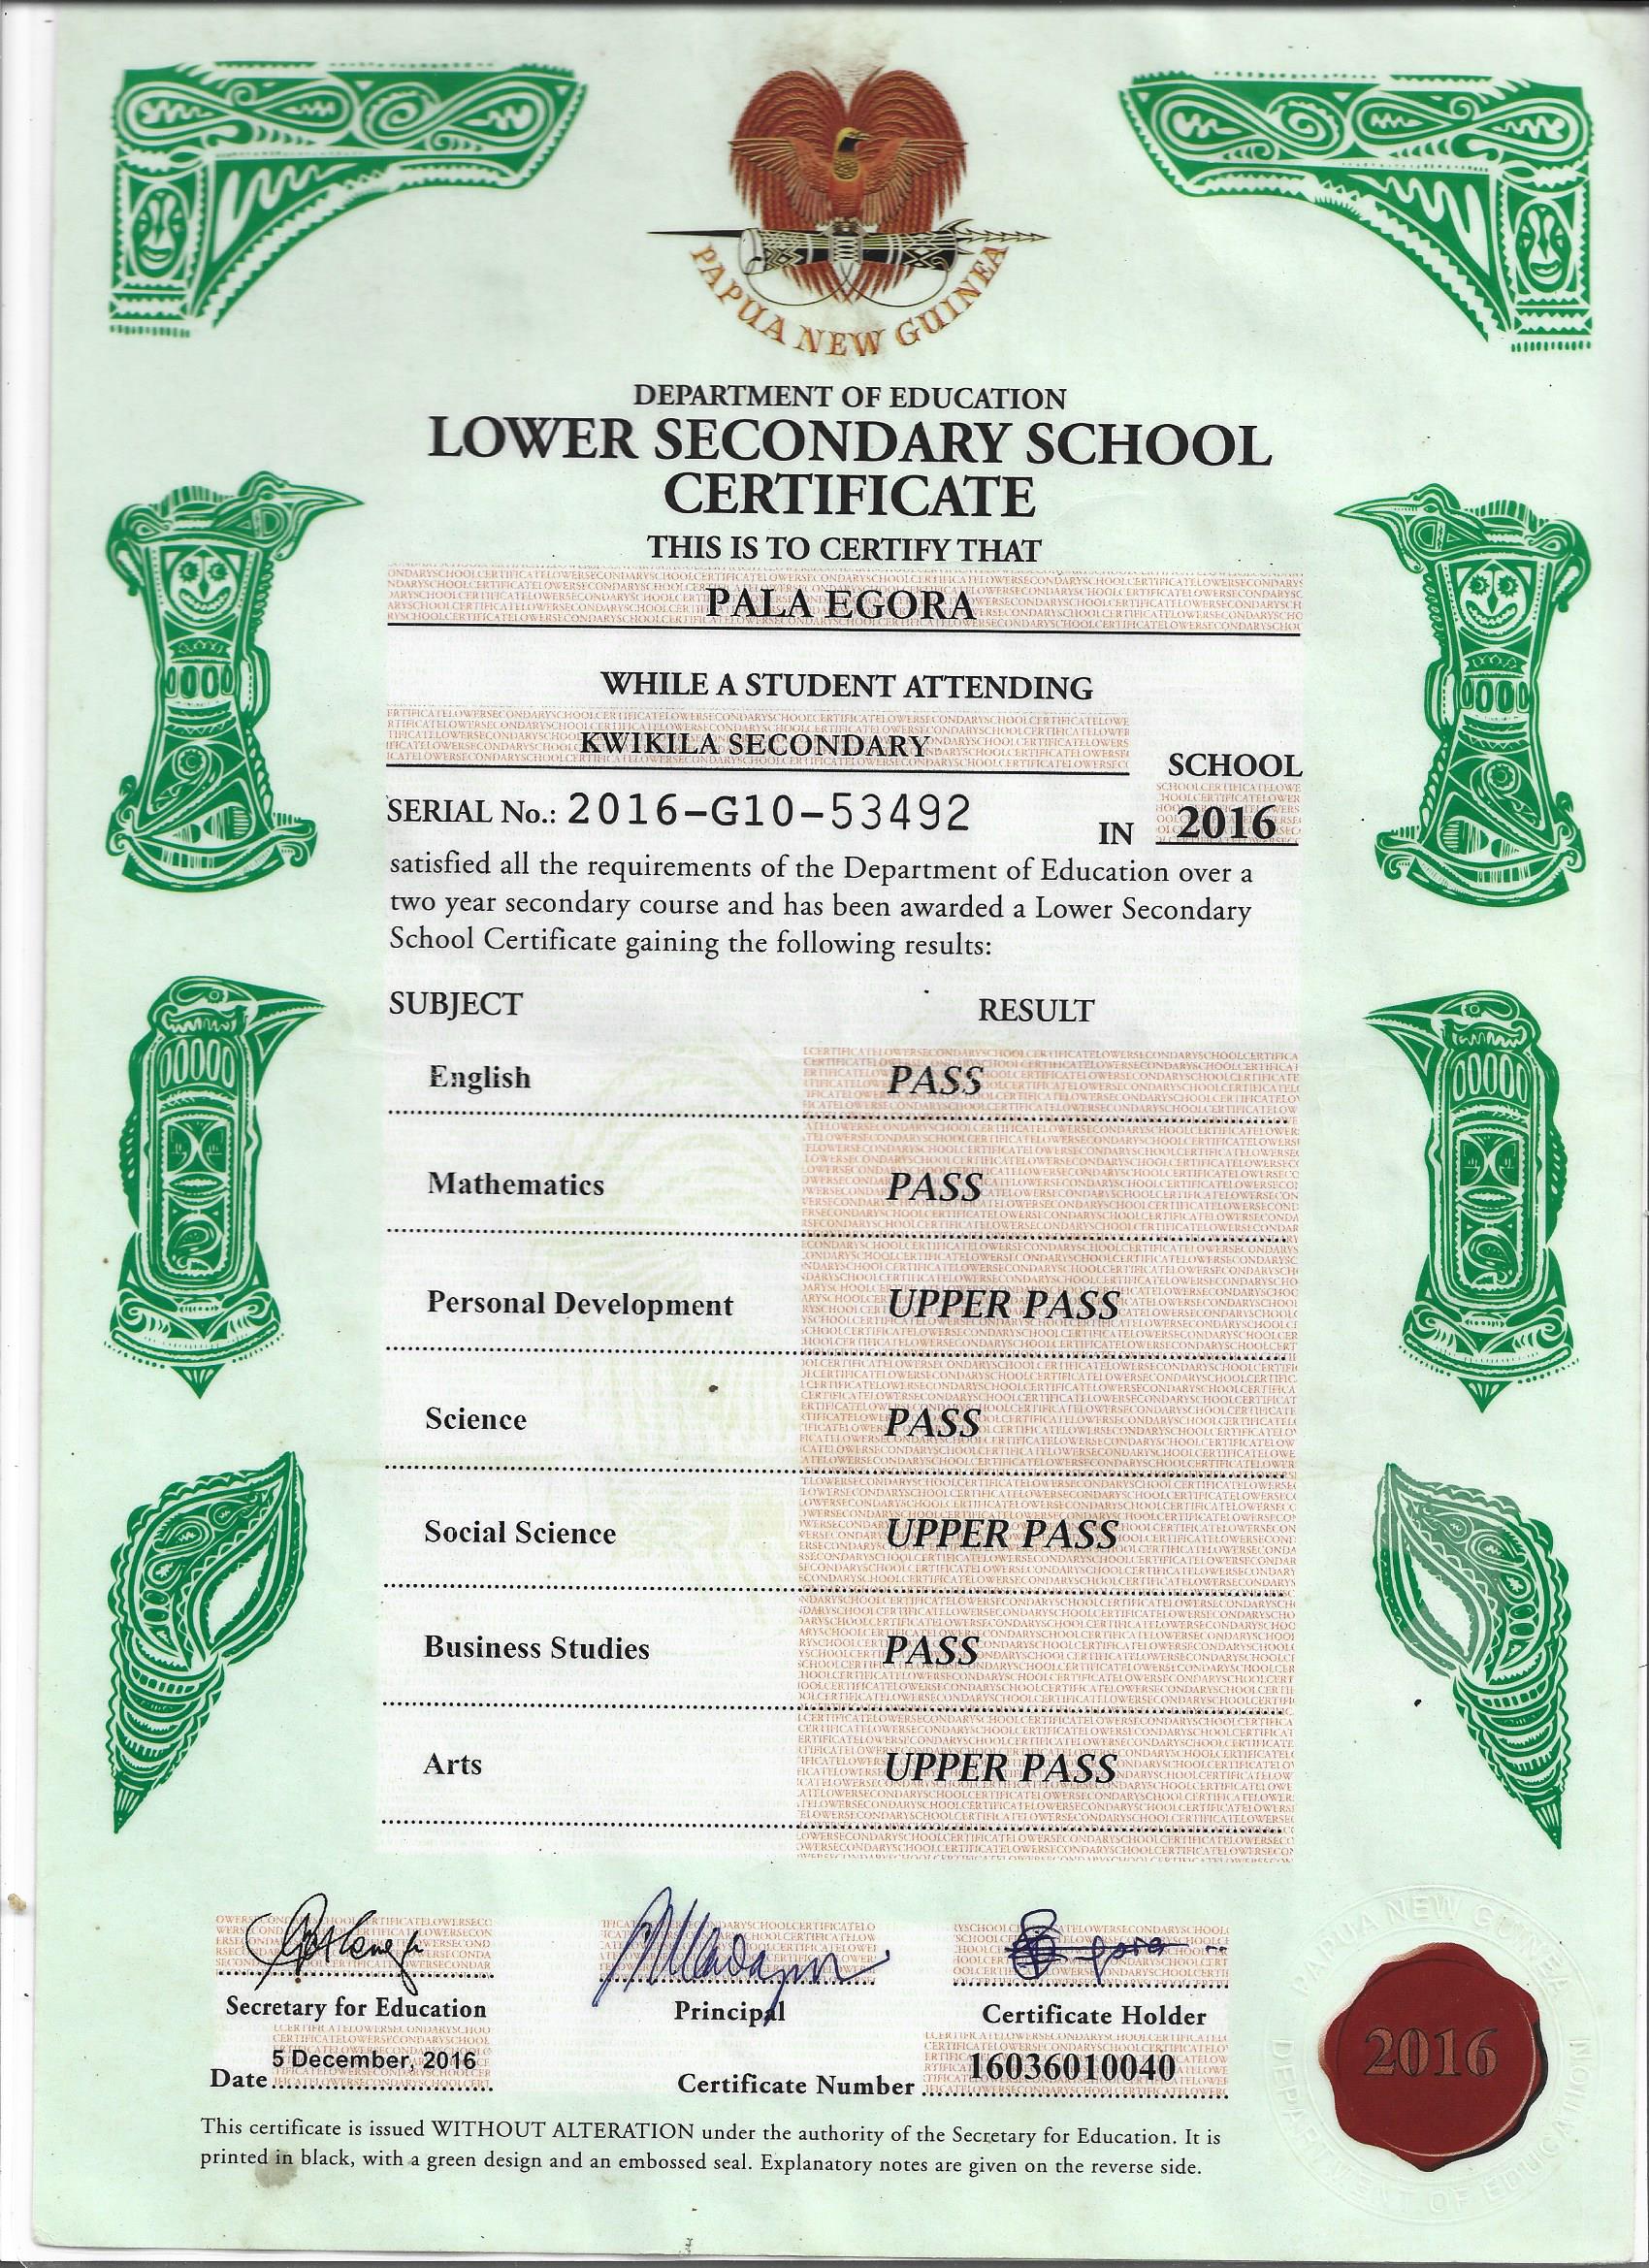 PAPUA NEW GUINEA
DEPARTMENT OF EDUCATION
LOWER SECONDARY SCHOOL
CERTIFICATE
THIS IS TO CERTIFY THAT
PALA EGORA
WHILE A STUDENT ATTENDING
KWIKILA SECONDARY
SCHOOL
SERIAL No.: 2016-G10-53492
IN 2016
satisfied all the requirements of the Department of Education over a
two year secondary course and has been awarded a Lower Secondary
School Certificate gaining the following results:
SUBJECT RESULT
English PASS
Mathematics PASS
Personal Development UPPER PASS
Science PASS
Social Science UPPER PASS
Business Studies PASS
Arts UPPER PASS
Secretary for Education Principal Certificate Holder
Date 5 December, 2016 Certificate Number 16036010040
This certificate is issued WITHOUT ALTERATION under the authority of the Secretary for Education. It is
printed in black, with a green design and an embossed seal. Explanatory notes are given on the reverse side.
2016
NEW GUINEA
DEPARTMENT OF EDUCATION